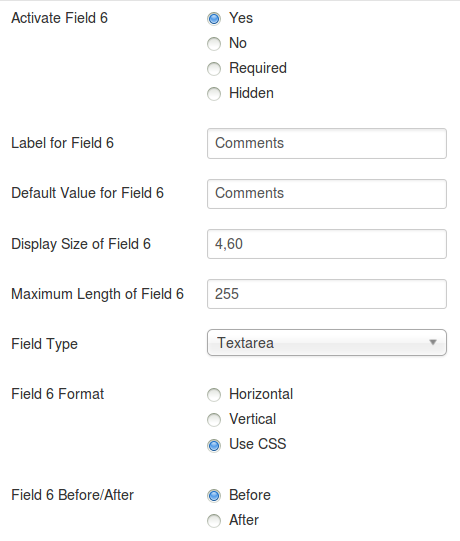 Activate Field 6 Yes
No
Required
Hidden
Label for Field 6 Comments
Default Value for Field 6 Comments
Display Size of Field 6 4,60
Maximum Length of Field 6 255
Field Type Textarea
Field 6 Format Horizontal
Vertical
Use CSS
Field 6 Before/After Before
After